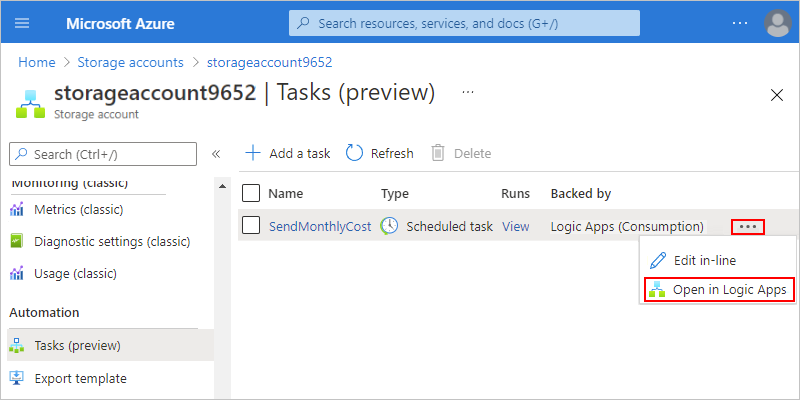 Microsoft Azure
Search resources, services, and docs (G+/)
Home > Storage accounts > storageaccount9652
storageaccount9652 | Tasks (preview)
Storage account
Search (Ctrl+/)
Add a task Refresh Delete
Monitoring (classic)
Metrics (classic)
Diagnostic settings (classic)
Usage (classic)
Automation
Tasks (preview)
Export template
Name Type Runs Backed by
SendMonthlyCost Scheduled task View Logic Apps (Consumption)
Edit in-line
Open in Logic Apps